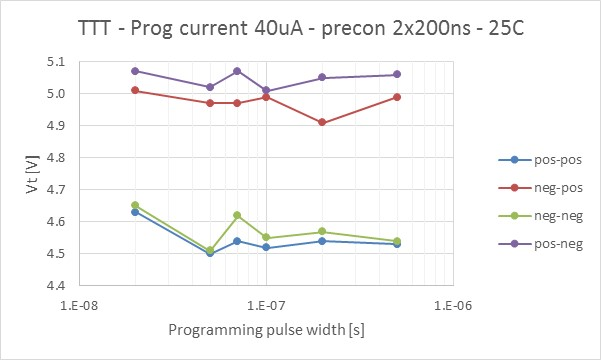 TTT - Prog current 40uA - precon 2x200ns - 25C
5.1
5.0
4.9
4.8
4.7
4.6
4.5
4.4
Vt [V]
1.E-08
1.E-07
1.E-06
Programming pulse width [s]
pos-pos
neg-pos
neg-neg
pos-neg